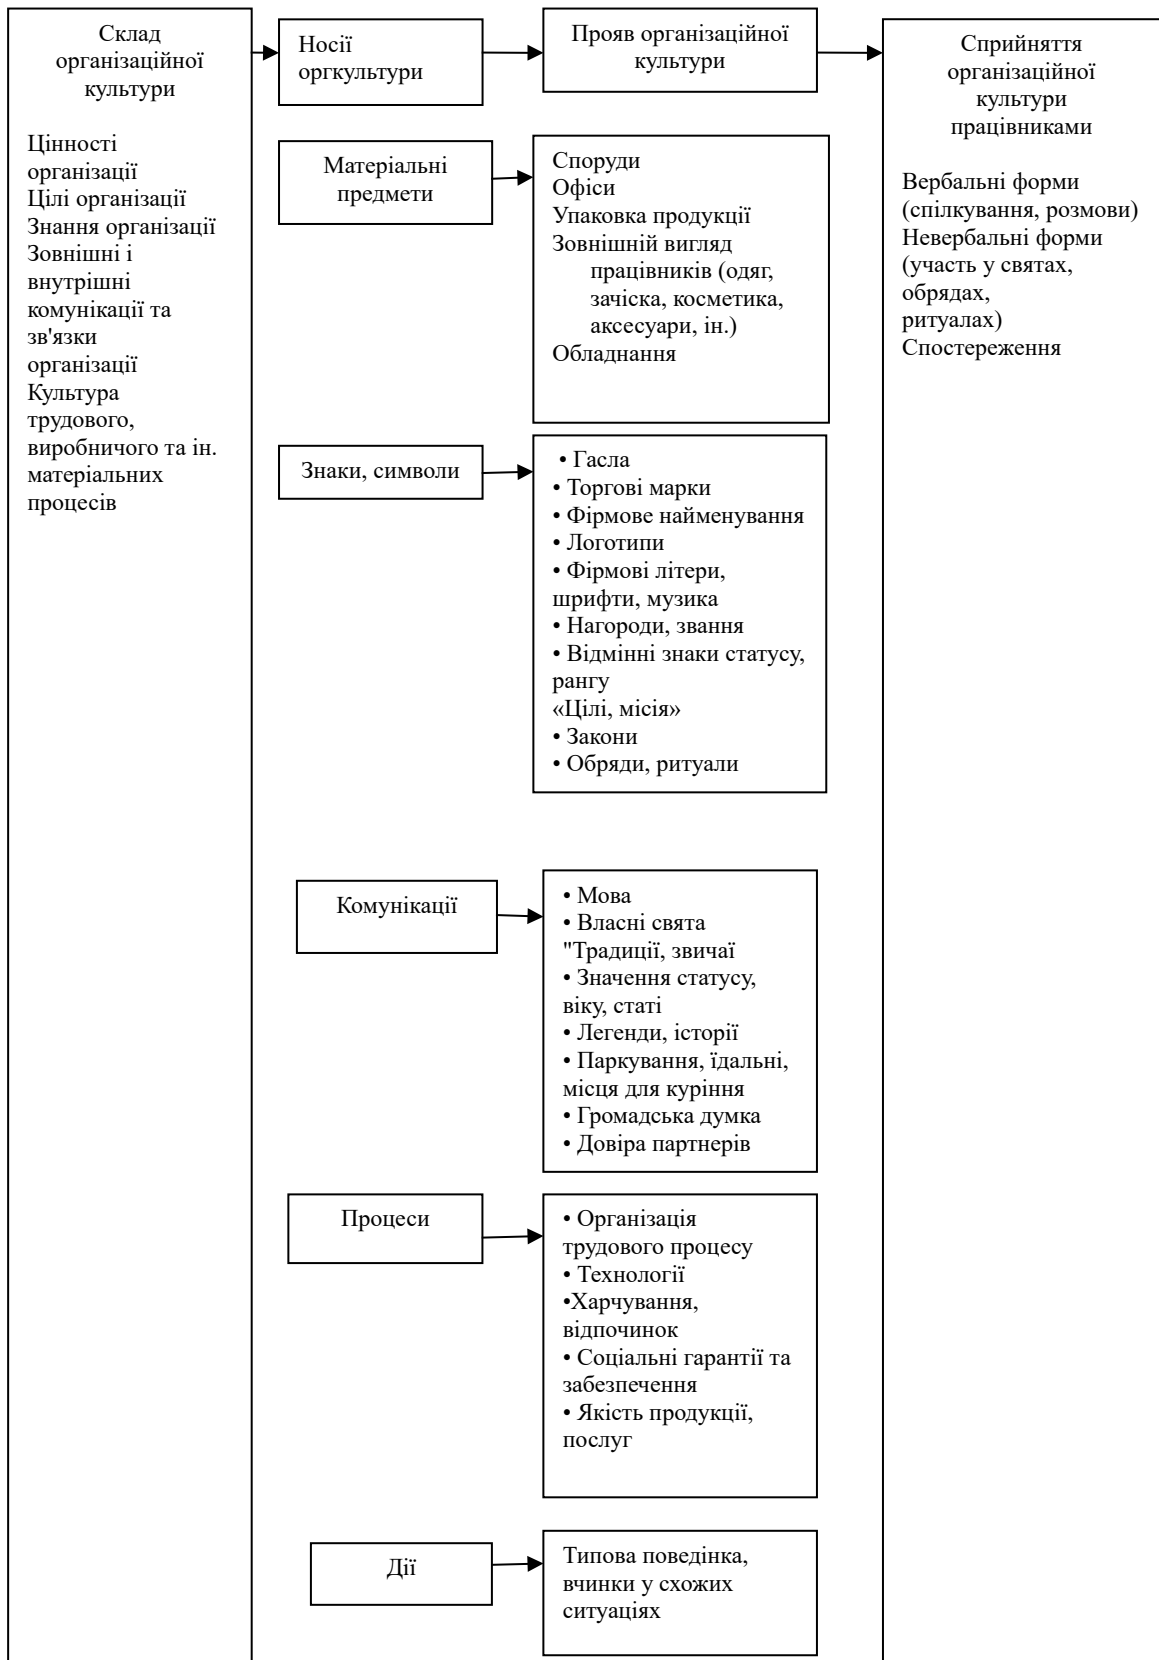 Склад
організаційної
культури
Цінності
організації
Цілі організації
Знання організації
Зовнішні і
внутрішні
комунікації та
зв'язки
організації
Культура
трудового,
виробничого та ін.
матеріальних
процесів
Носії
оргкультури
Прояв організаційної
культури
Матеріальні
предмети
Споруди
Офіси
Упаковка продукції
Зовнішній вигляд
працівників (одяг,
зачіска, косметика,
аксесуари, ін.)
Обладнання
Знаки, символи
• Гасла
• Торгові марки
• Фірмове найменування
• Логотипи
• Фірмові літери,
шрифти, музика
• Нагороди, звання
• Відмінні знаки статусу,
рангу
«Цілі, місія»
• Закони
• Обряди, ритуали
Комунікації
• Мова
• Власні свята
"Традиції, звичаї
• Значення статусу,
віку, статі
• Легенди, історії
• Паркування, їдальні,
місця для куріння
• Громадська думка
• Довіра партнерів
Процеси
• Організація
трудового процесу
• Технології
•Харчування,
відпочинок
• Соціальні гарантії та
забезпечення
• Якість продукції,
послуг
Дії
Типова поведінка,
вчинки у схожих
ситуаціях
Сприйняття
організаційної
культури
працівниками
Вербальні форми
(спілкування, розмови)
Невербальні форми
(участь у святах,
обрядах,
ритуалах)
Спостереження